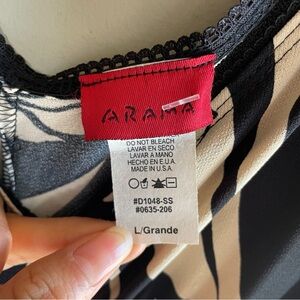 ARAMA
DO NOT BLEACH
LAVAR EN SECO
LAVAR A MANO
HECHO EN E.U.A.
MADE IN U.S.A.
#D1048-SS
#0635-206
L/Grande